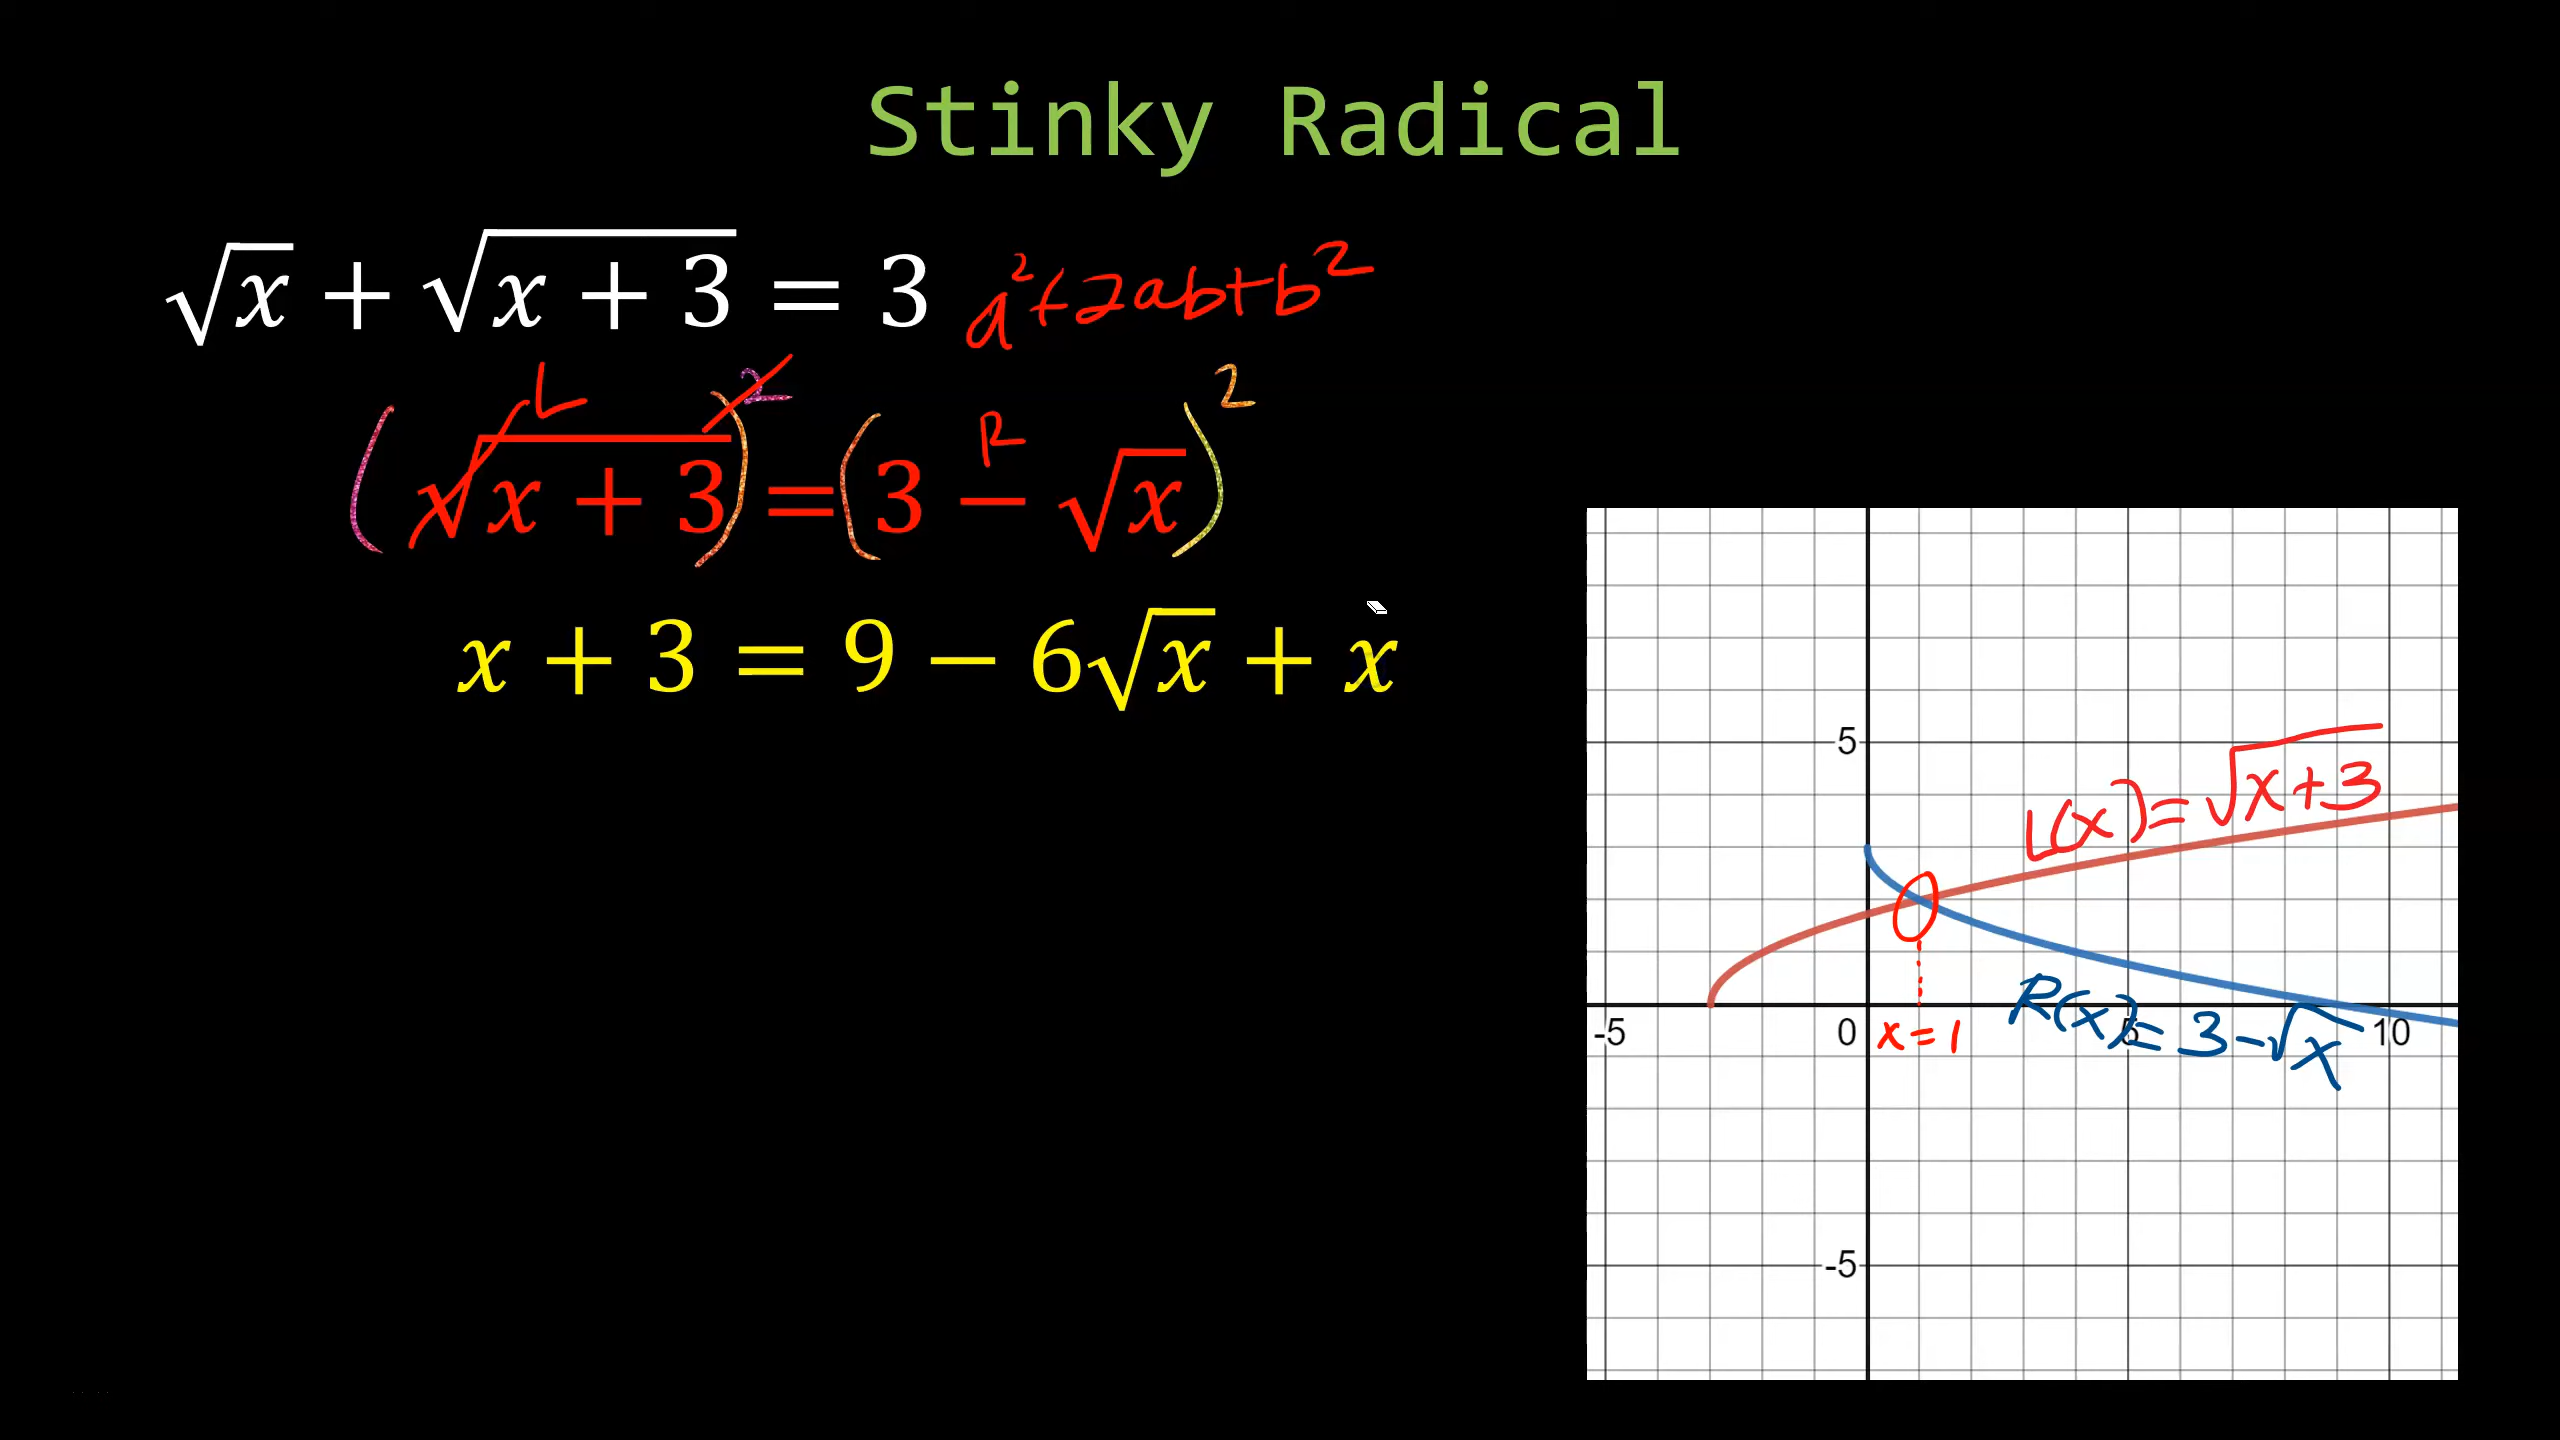 Stinky Radical
√x + √(x + 3) = 3 a² + 2ab + b²
L R
(√(x + 3))² = (3 − √x)²
x + 3 = 9 − 6√x + x
5
L(x) = √(x+3)
-5 0 x = 1 5 10
R(x) = 3 − √x
-5